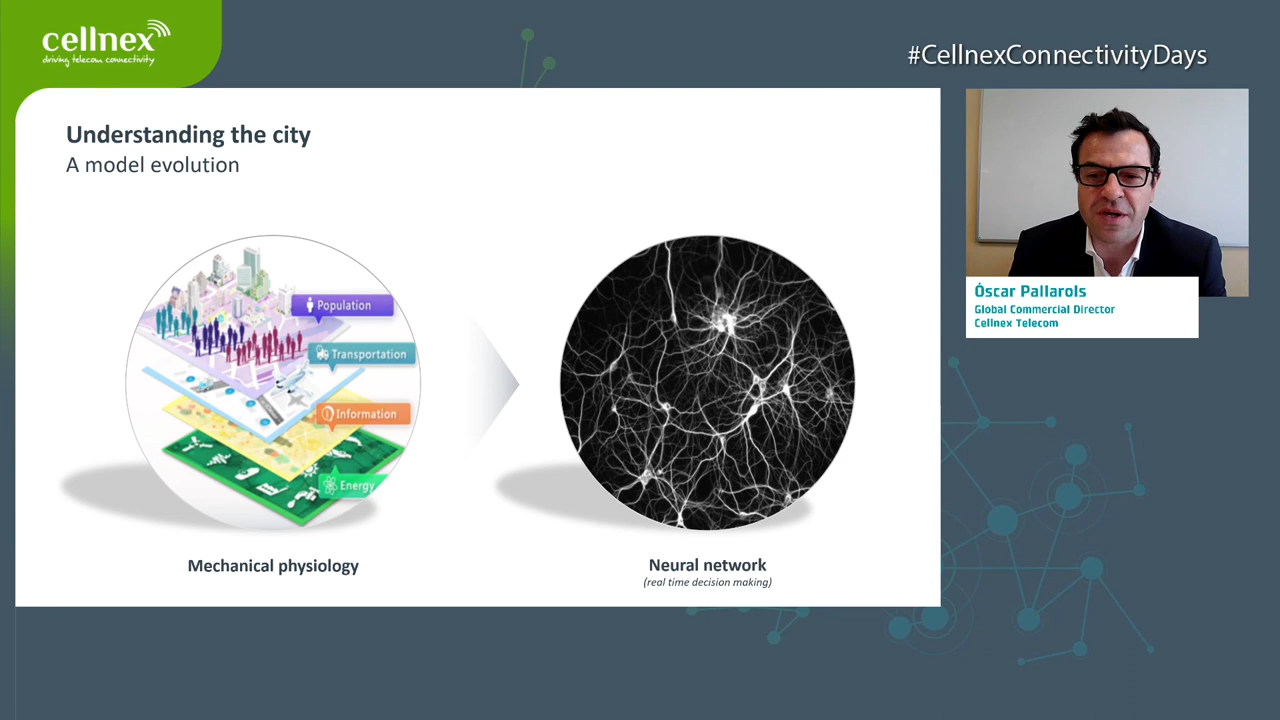 cellnex
driving telecom connectivity
#CellnexConnectivityDays
Understanding the city
A model evolution
Population
Transportation
Information
Energy
Mechanical physiology
Neural network
(real time decision making)
Óscar Pallarols
Global Commercial Director
Cellnex Telecom